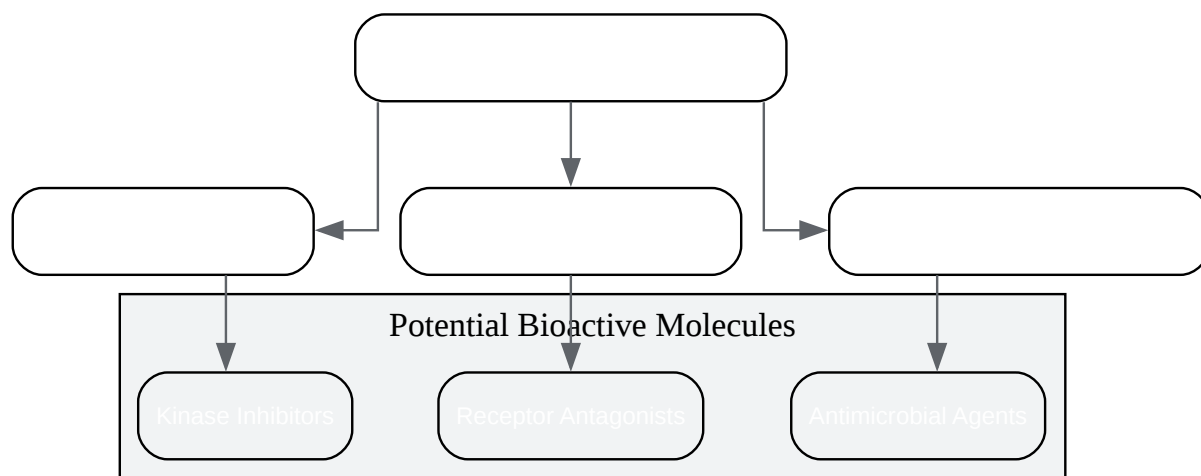 Potential Bioactive Molecules
Kinase Inhibitors
Receptor Antagonists
Antimicrobial Agents